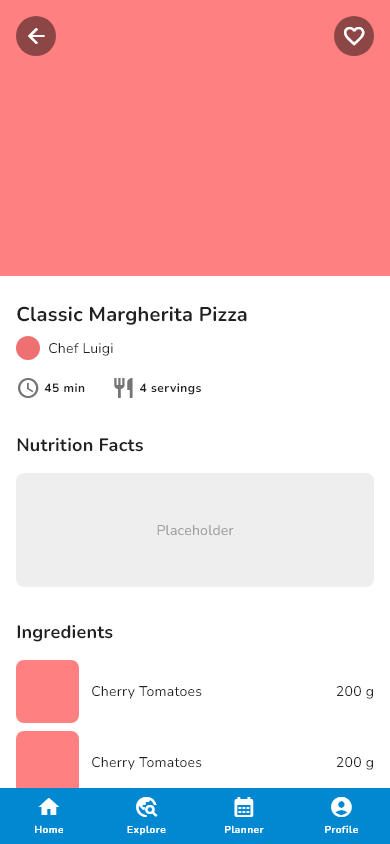 Classic Margherita Pizza
Chef Luigi
45 min 4 servings
Nutrition Facts
Placeholder
Ingredients
Cherry Tomatoes 200 g
Cherry Tomatoes 200 g
Home Explore Planner Profile